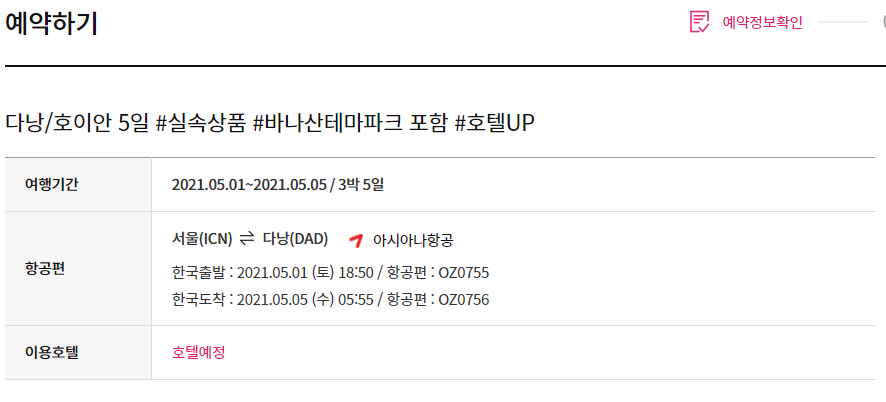 예약하기
예약정보확인
다낭/호이안 5일 #실속상품 #바나산테마파크 포함 #호텔UP
여행기간 2021.05.01~2021.05.05 / 3박 5일
항공편 서울(ICN) ⇌ 다낭(DAD) 아시아나항공
한국출발 : 2021.05.01 (토) 18:50 / 항공편 : OZ0755
한국도착 : 2021.05.05 (수) 05:55 / 항공편 : OZ0756
이용호텔 호텔예정